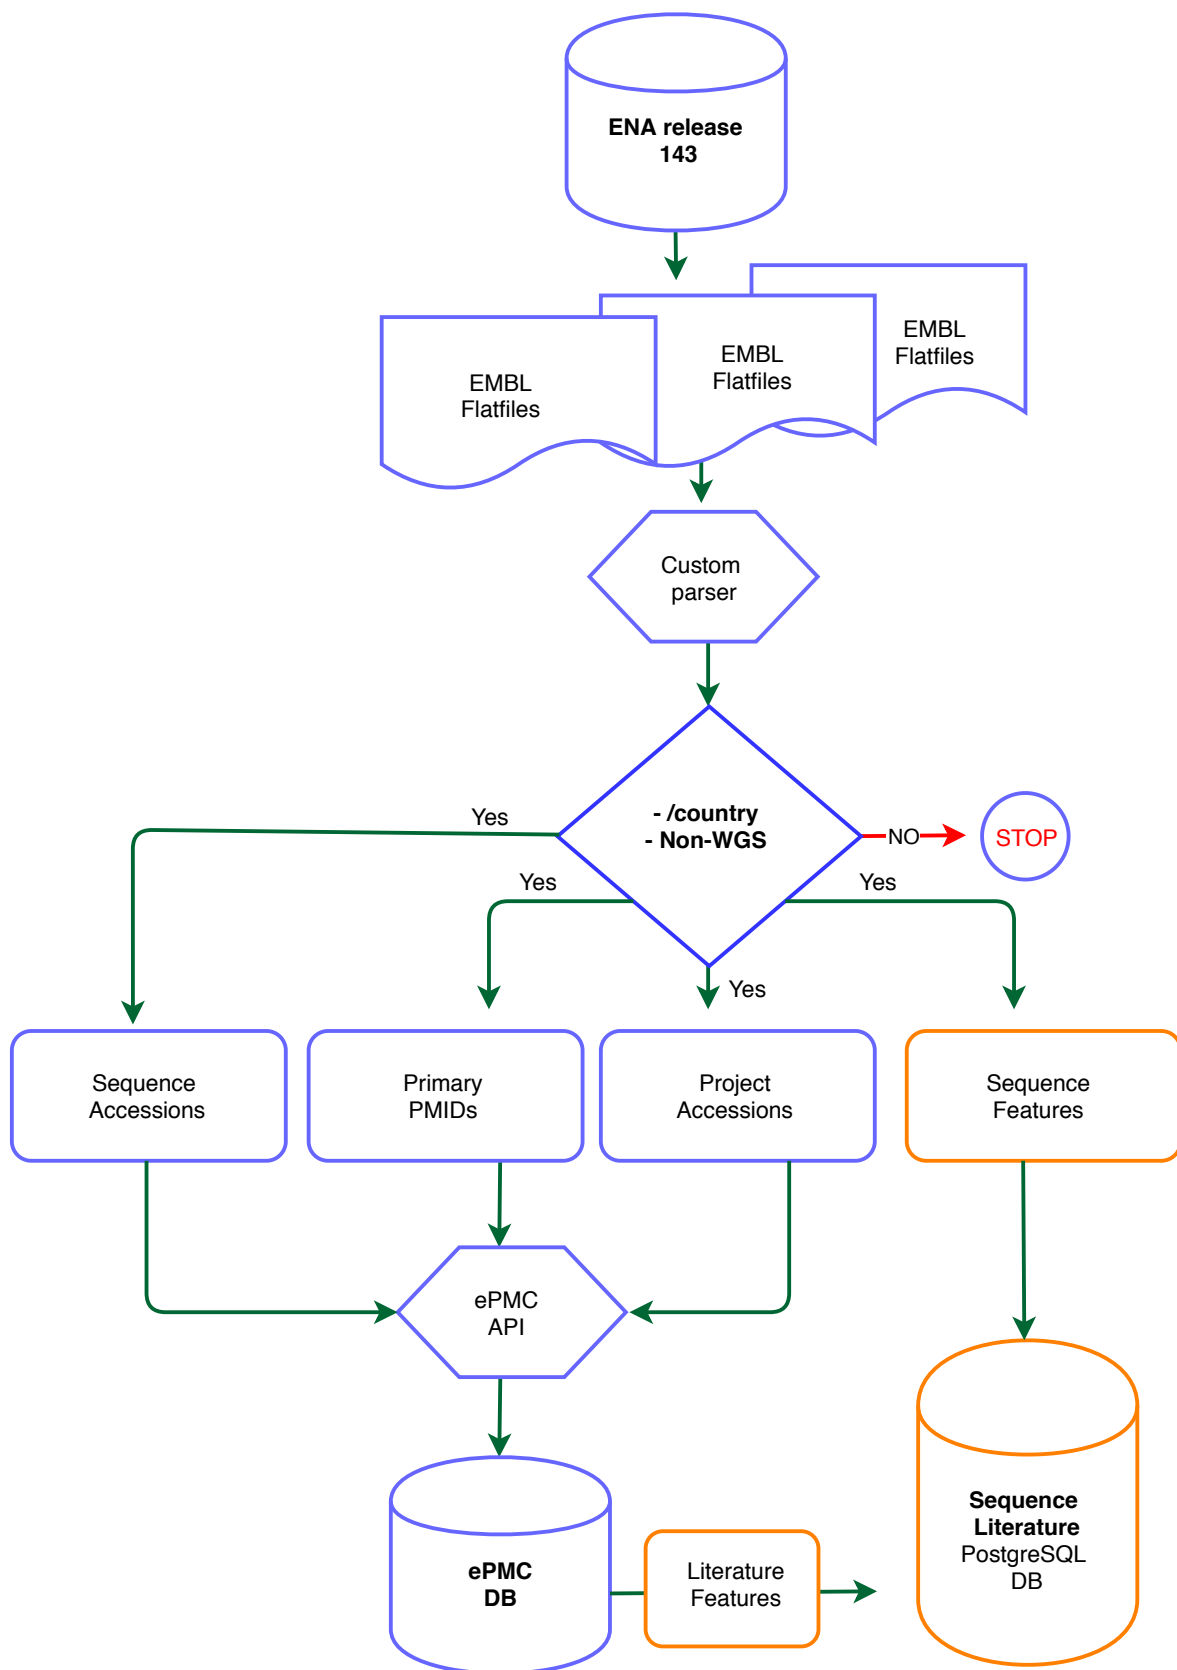 ENA release
143
EMBL
Flatfiles
EMBL
Flatfiles
EMBL
Flatfiles
Custom
parser
- /country
- Non-WGS
Yes
NO
STOP
Yes
Yes
Yes
Sequence
Accessions
Primary
PMIDs
Project
Accessions
Sequence
Features
ePMC
API
ePMC
DB
Literature
Features
Sequence
Literature
PostgreSQL
DB